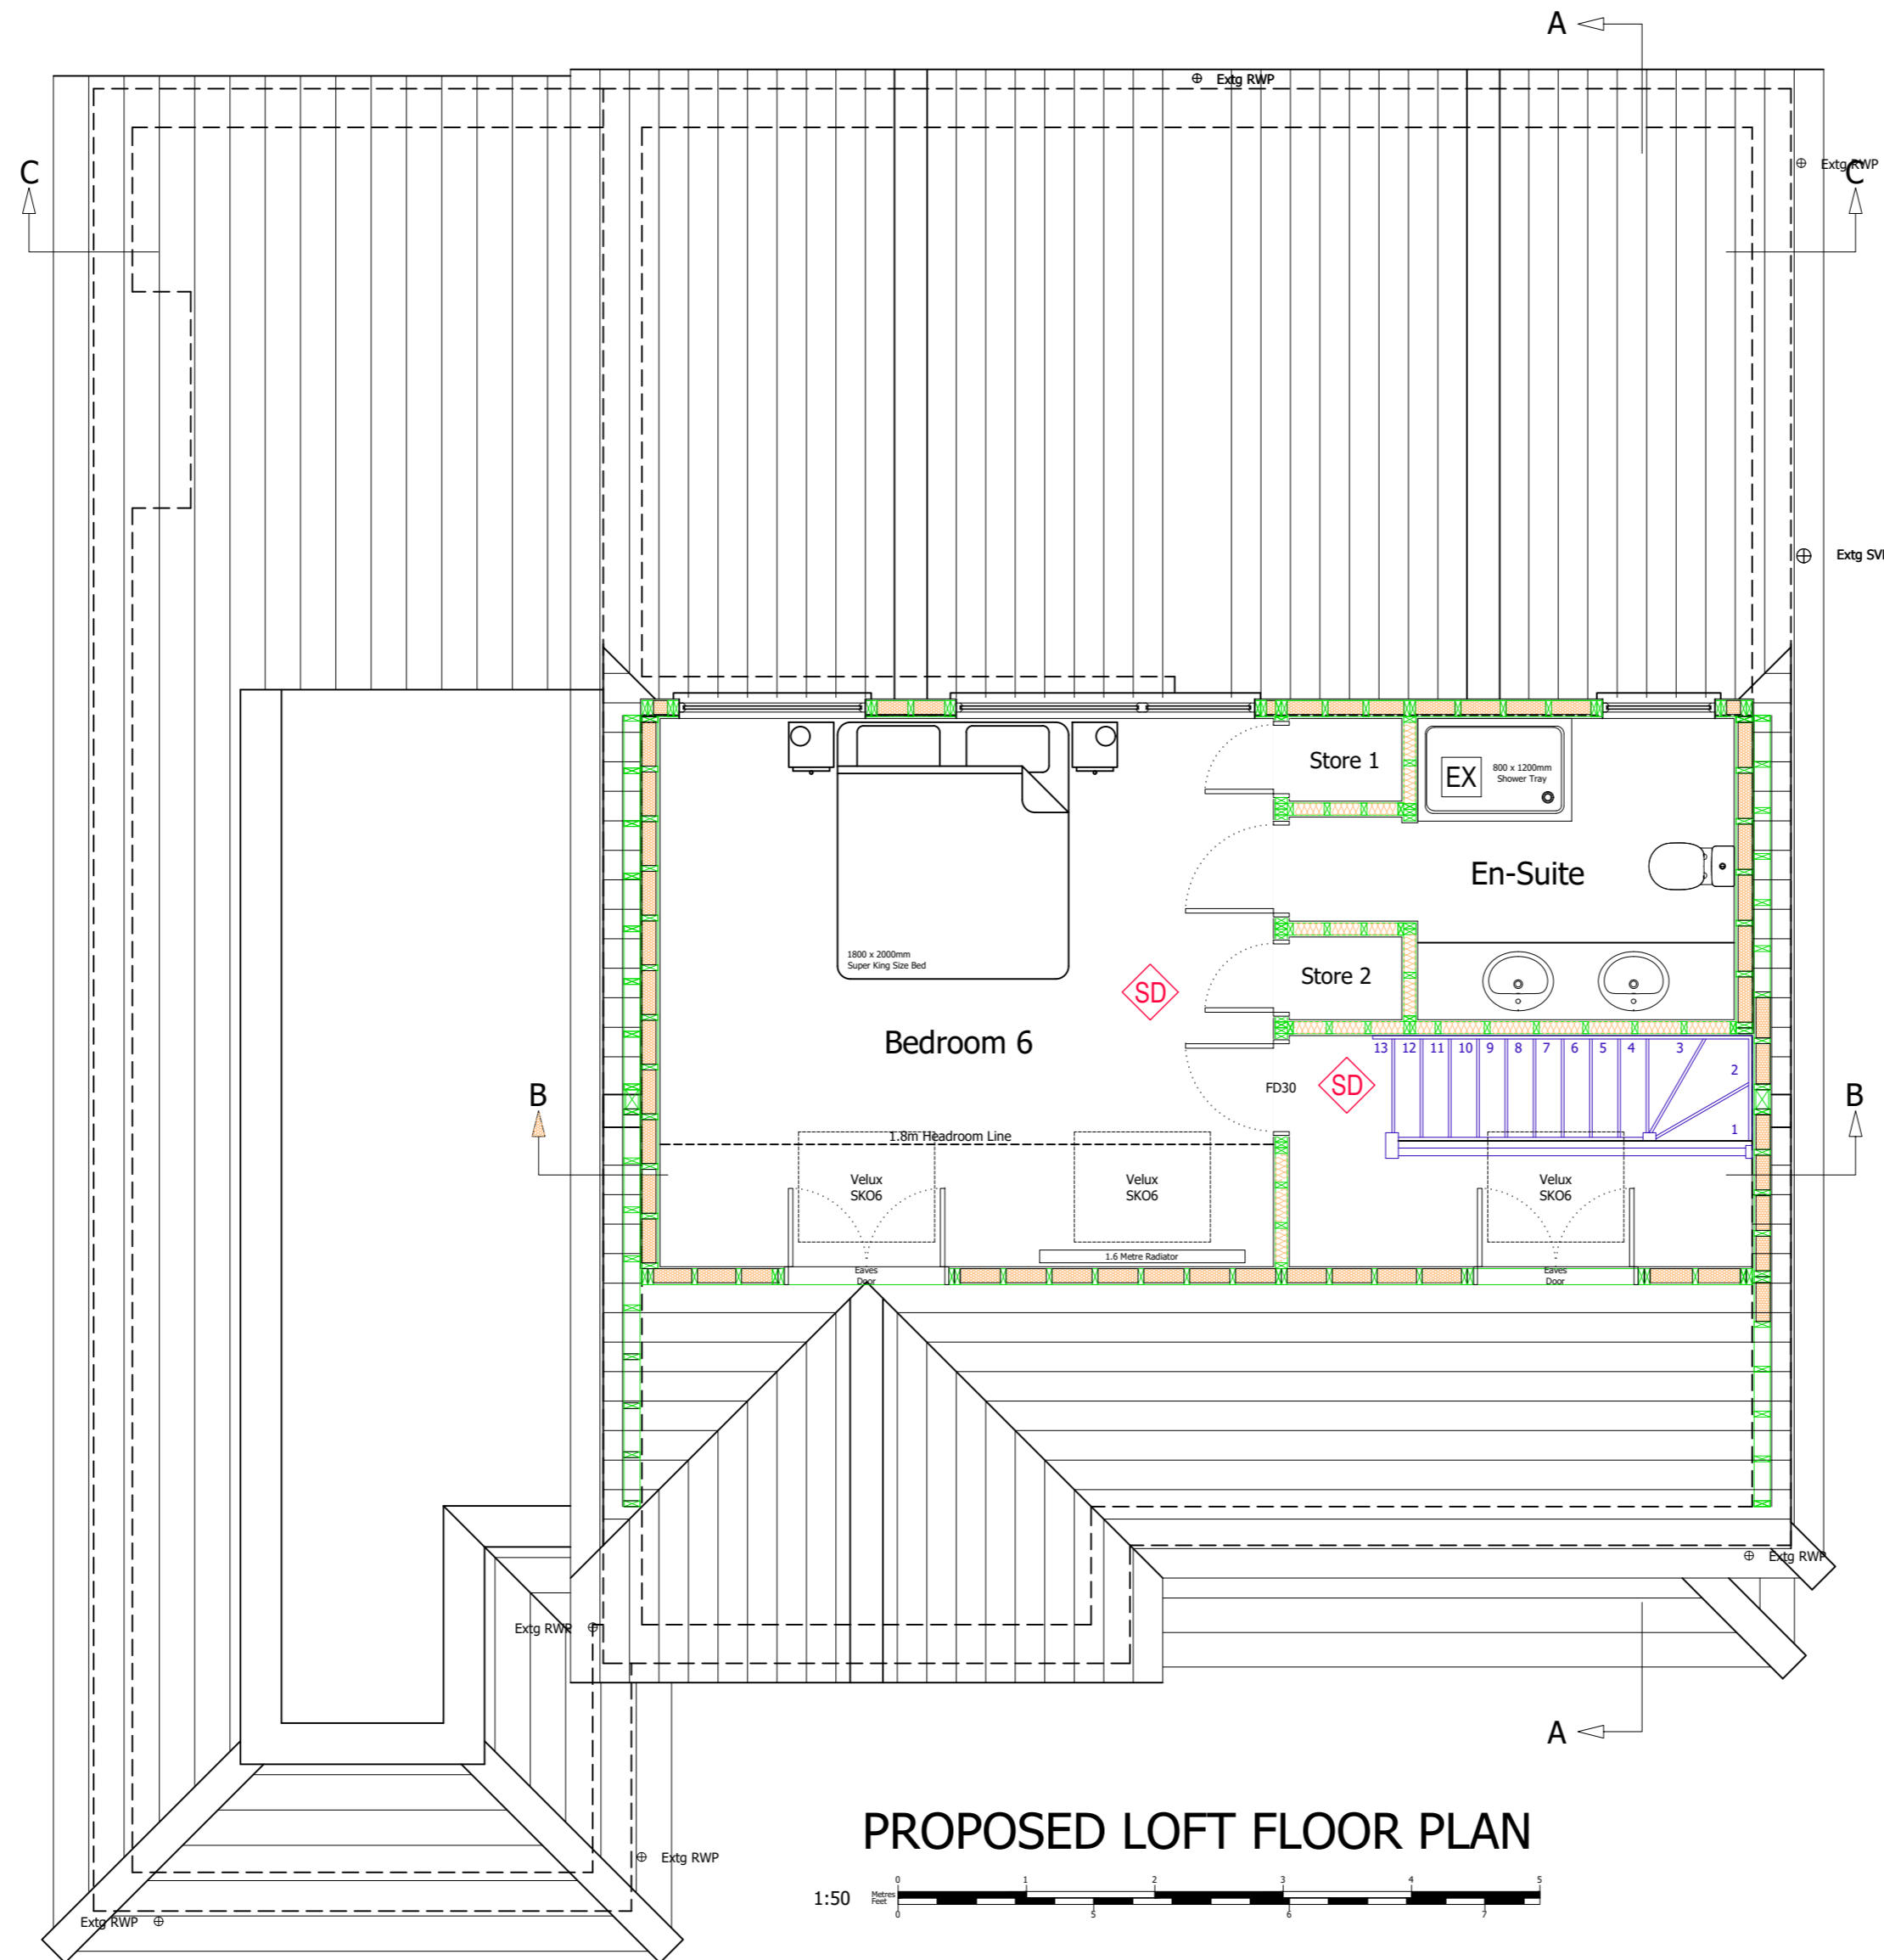 A
Extg RWP
C
Extg RWP
C
Extg SV
Store 1
EX
800 x 1200mm
Shower Tray
En-Suite
1800 x 2000mm
Super King Size Bed
SD
Store 2
Bedroom 6
13 12 11 10 9 8 7 6 5 4 3
2
1
FD30
SD
B
B
1.8m Headroom Line
Velux
SKO6
Velux
SKO6
Velux
SKO6
1.6 Metre Radiator
Eaves
Door
Eaves
Door
Extg RWP
Extg RWP
A
PROPOSED LOFT FLOOR PLAN
Extg RWP
1:50
Metres
Feet
0 1 2 3 4 5
0 5 6 7
Extg RWP